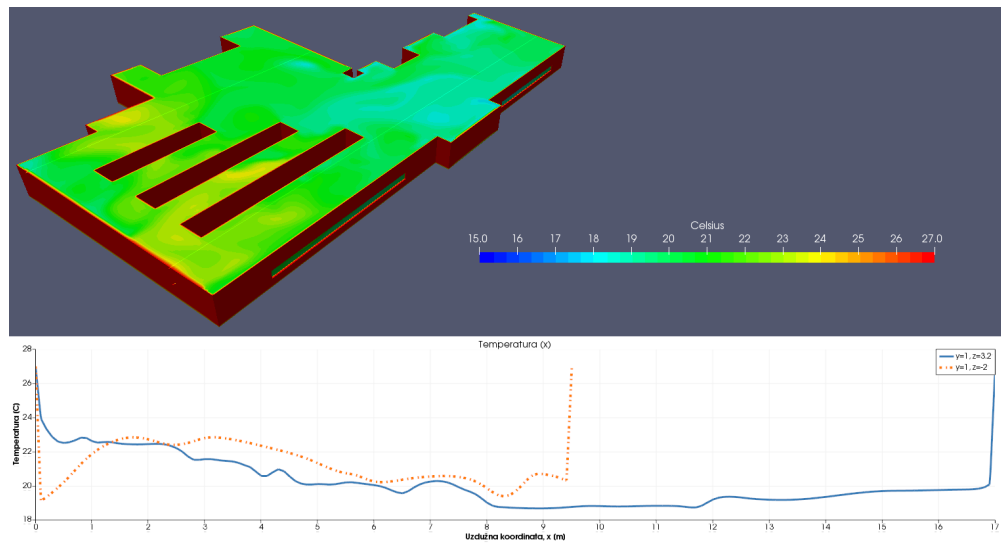 Celsius
15.0 16 17 18 19 20 21 22 23 24 25 26 27.0
Temperatura (x)
y=1, z=3.2
y=1, z=-2
Temperatura (C)
28
26
24
22
20
18
0 1 2 3 4 5 6 7 8 9 10 11 12 13 14 15 16 17
Uzdužna koordinata, x (m)